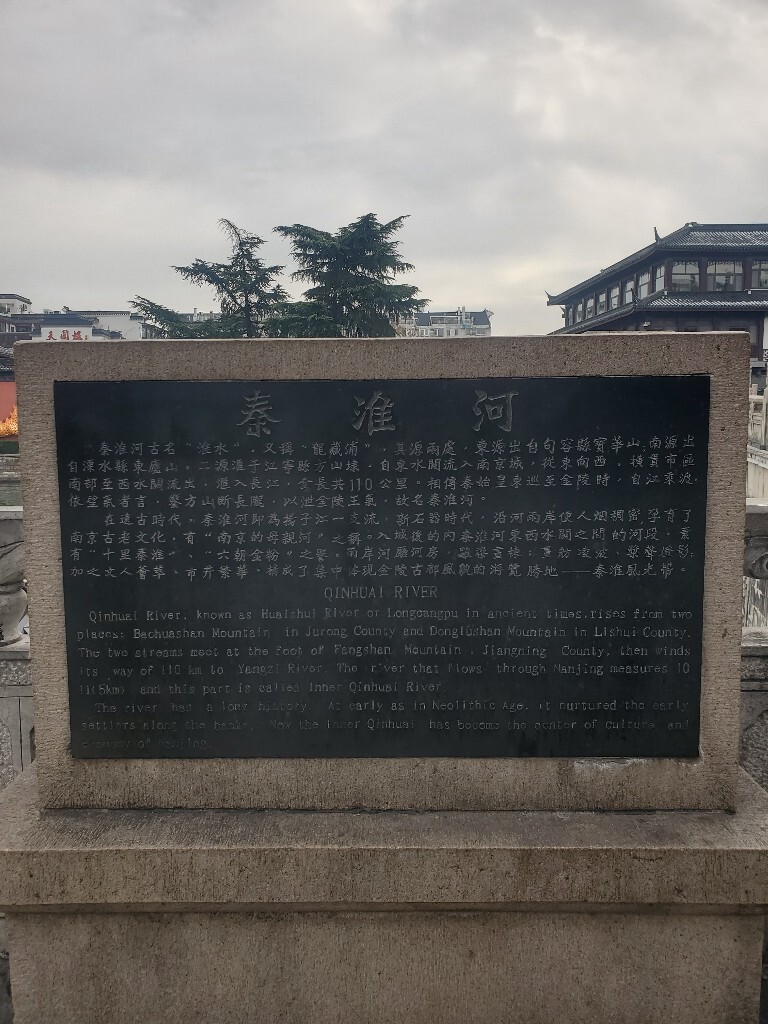 天國樓
秦淮河
秦淮河古名“淮水”，又稱“龍藏浦”，其源兩處，東源出自句容縣寶華山，南源出
自溧水縣東廬山。二源滙于江寧縣方山埭，自東水關流入南京城，從東向西，橫貫市區
南部至西水關流出，滙入長江，全長共110公里。相傳秦始皇東巡至金陵時，自江乘渡，
依望氣者言，鑿方山斷長隴，以泄金陵王氣，故名秦淮河。
在遠古時代，秦淮河即為揚子江一支流，新石器時代，沿河兩岸便人烟稠密，孕育了
南京古老文化，有“南京的母親河”之稱。入城後的內秦淮河東西水關之間的河段，素
有“十里秦淮”、“六朝金粉”之譽。兩岸河廳河房，
加之文人薈萃、市井繁華，構成了集中體現金陵古都風貌的游覽勝地——秦淮風光帶。
QINHUAI RIVER
Qinhuai River, known as Huaishui River or Longcangpu in ancient times,rises from two
places: Baohuashan Mountain in Jurong County and Donglushan Mountain in Lishui County.
The two streams meet at the foot of Fangshan Mountain , Jiangning County, then winds
its way of 110 km to Yangzi River. The river that flows through Nanjing measures 10
li(5km) and this part is called Inner Qinhuai River.
The river has a long history. At early as in Neolithic Age, it nurtured the early
settlers along the banks. Now the inner Qinhuai has become the center of culture and